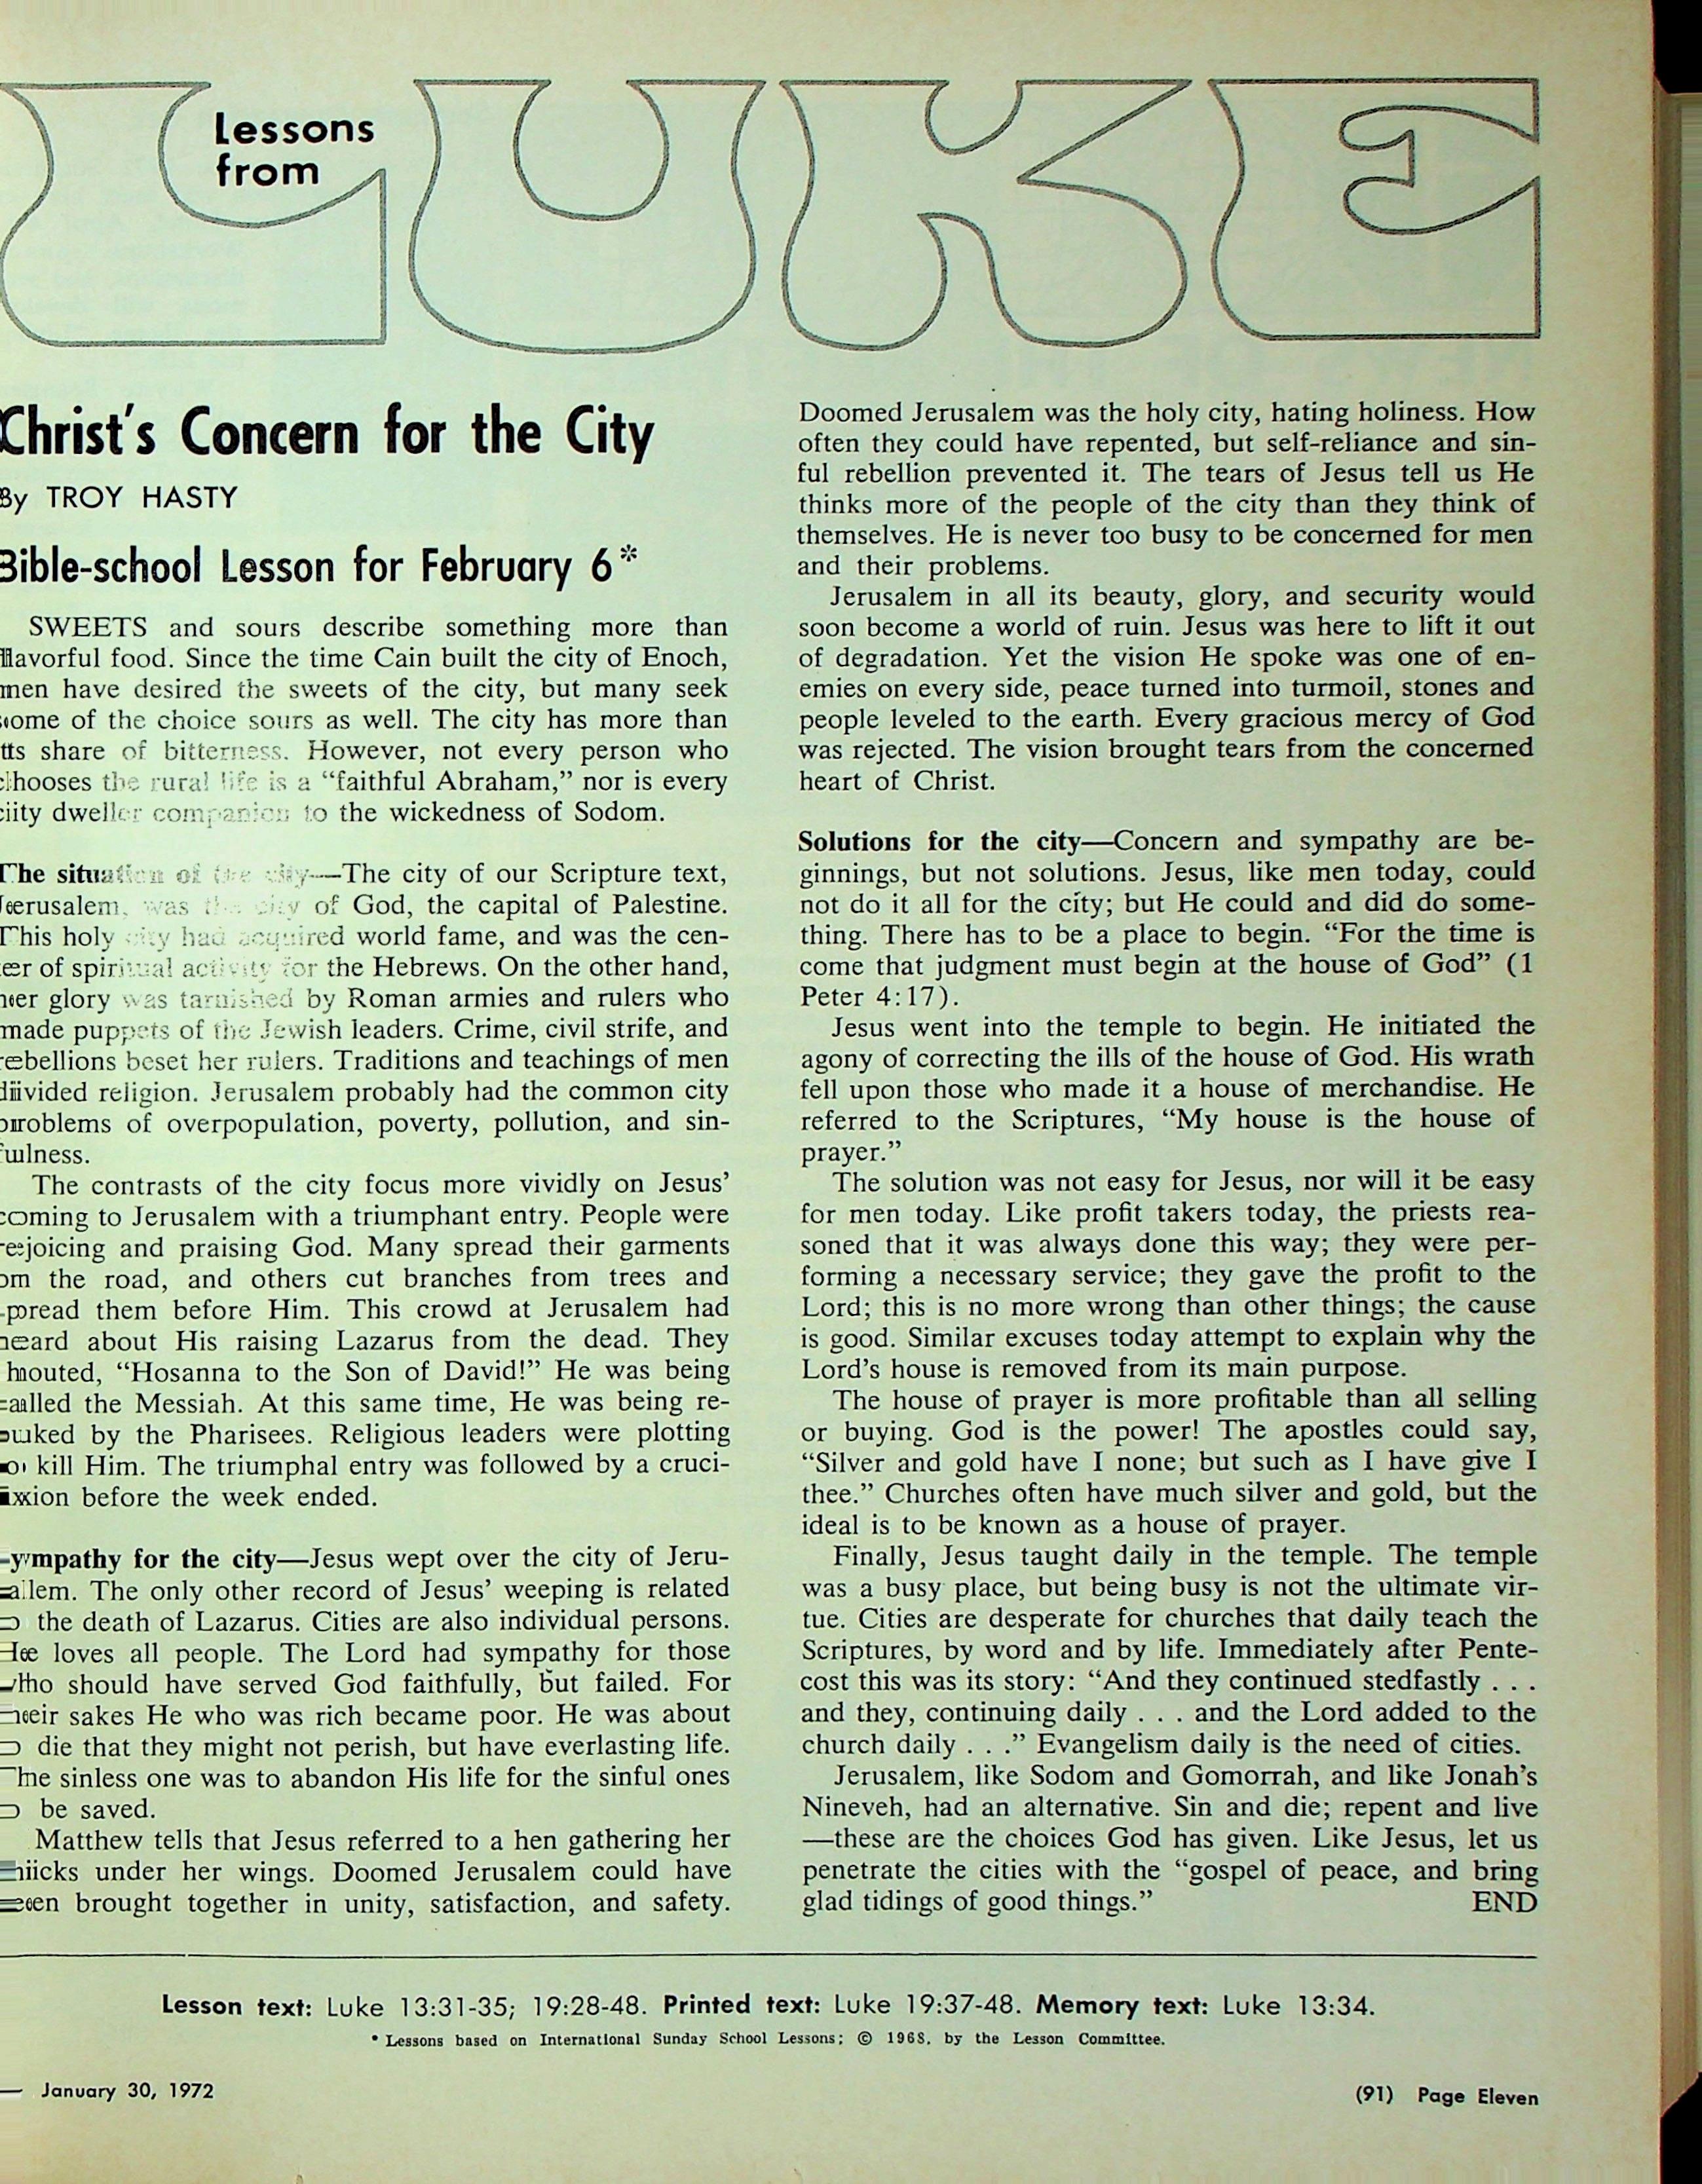 Lessons
from
LUKE
Christ's Concern for the City
By TROY HASTY
Bible-school Lesson for February 6*
SWEETS and sours describe something more than
flavorful food. Since the time Cain built the city of Enoch,
men have desired the sweets of the city, but many seek
some of the choice sours as well. The city has more than
its share of bitterness. However, not every person who
chooses the rural life is a “faithful Abraham,” nor is every
city dweller companion to the wickedness of Sodom.
The situation of the city—The city of our Scripture text,
Jerusalem, was the city of God, the capital of Palestine.
This holy city had acquired world fame, and was the cen-
ter of spiritual activity for the Hebrews. On the other hand,
her glory was tarnished by Roman armies and rulers who
made puppets of the Jewish leaders. Crime, civil strife, and
rebellions beset her rulers. Traditions and teachings of men
divided religion. Jerusalem probably had the common city
problems of overpopulation, poverty, pollution, and sin-
fulness.
The contrasts of the city focus more vividly on Jesus’
coming to Jerusalem with a triumphant entry. People were
rejoicing and praising God. Many spread their garments
on the road, and others cut branches from trees and
spread them before Him. This crowd at Jerusalem had
heard about His raising Lazarus from the dead. They
shouted, “Hosanna to the Son of David!” He was being
called the Messiah. At this same time, He was being re-
buked by the Pharisees. Religious leaders were plotting
to kill Him. The triumphal entry was followed by a cruci-
fixion before the week ended.
Sympathy for the city—Jesus wept over the city of Jeru-
salem. The only other record of Jesus’ weeping is related
to the death of Lazarus. Cities are also individual persons.
He loves all people. The Lord had sympathy for those
who should have served God faithfully, but failed. For
their sakes He who was rich became poor. He was about
to die that they might not perish, but have everlasting life.
The sinless one was to abandon His life for the sinful ones
to be saved.
Matthew tells that Jesus referred to a hen gathering her
chicks under her wings. Doomed Jerusalem could have
been brought together in unity, satisfaction, and safety.
Doomed Jerusalem was the holy city, hating holiness. How
often they could have repented, but self-reliance and sin-
ful rebellion prevented it. The tears of Jesus tell us He
thinks more of the people of the city than they think of
themselves. He is never too busy to be concerned for men
and their problems.
Jerusalem in all its beauty, glory, and security would
soon become a world of ruin. Jesus was here to lift it out
of degradation. Yet the vision He spoke was one of en-
emies on every side, peace turned into turmoil, stones and
people leveled to the earth. Every gracious mercy of God
was rejected. The vision brought tears from the concerned
heart of Christ.
Solutions for the city—Concern and sympathy are be-
ginnings, but not solutions. Jesus, like men today, could
not do it all for the city; but He could and did do some-
thing. There has to be a place to begin. “For the time is
come that judgment must begin at the house of God” (1
Peter 4:17).
Jesus went into the temple to begin. He initiated the
agony of correcting the ills of the house of God. His wrath
fell upon those who made it a house of merchandise. He
referred to the Scriptures, “My house is the house of
prayer.”
The solution was not easy for Jesus, nor will it be easy
for men today. Like profit takers today, the priests rea-
soned that it was always done this way; they were per-
forming a necessary service; they gave the profit to the
Lord; this is no more wrong than other things; the cause
is good. Similar excuses today attempt to explain why the
Lord’s house is removed from its main purpose.
The house of prayer is more profitable than all selling
or buying. God is the power! The apostles could say,
“Silver and gold have I none; but such as I have give I
thee.” Churches often have much silver and gold, but the
ideal is to be known as a house of prayer.
Finally, Jesus taught daily in the temple. The temple
was a busy place, but being busy is not the ultimate vir-
tue. Cities are desperate for churches that daily teach the
Scriptures, by word and by life. Immediately after Pente-
cost this was its story: “And they continued stedfastly . . .
and they, continuing daily . . . and the Lord added to the
church daily . . .” Evangelism daily is the need of cities.
Jerusalem, like Sodom and Gomorrah, and like Jonah’s
Nineveh, had an alternative. Sin and die; repent and live
—these are the choices God has given. Like Jesus, let us
penetrate the cities with the “gospel of peace, and bring
glad tidings of good things.” END
Lesson text: Luke 13:31-35; 19:28-48. Printed text: Luke 19:37-48. Memory text: Luke 13:34.
* Lessons based on International Sunday School Lessons; © 1968, by the Lesson Committee.
— January 30, 1972
(91) Page Eleven